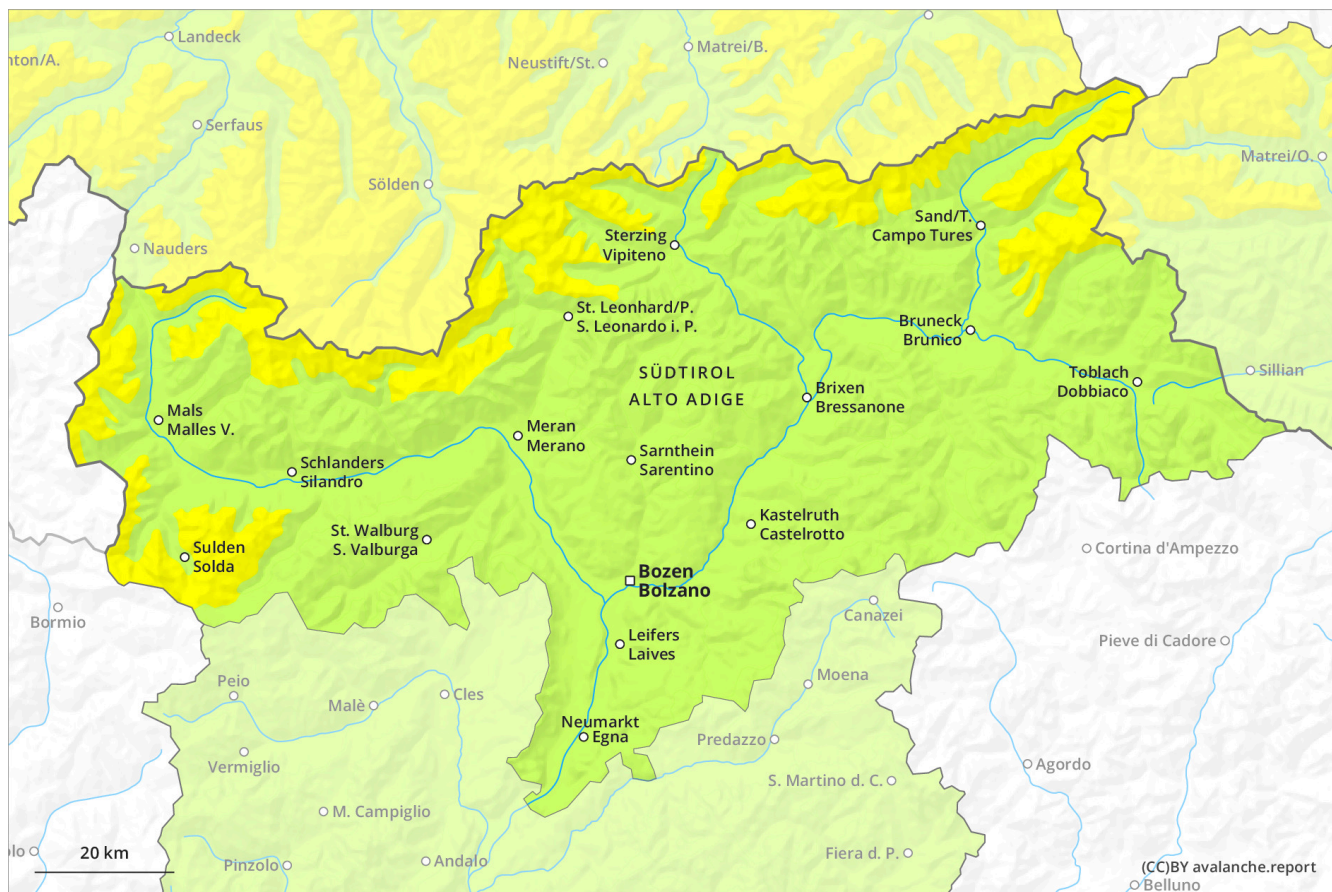 Landeck
Matrei/B.
nton/A.
Neustift/St.
Serfaus
Matrei/O.
Sölden
Sand/T.
Campo Tures
Sterzing
Vipiteno
Nauders
St. Leonhard/P.
S. Leonardo i. P.
Bruneck
Brunico
Sillian
SÜDTIROL
ALTO ADIGE
Toblach
Dobbiaco
Brixen
Bressanone
Mals
Malles V.
Meran
Merano
Sarnthein
Sarentino
Schlanders
Silandro
Kastelruth
Castelrotto
St. Walburg
S. Valburga
Sulden
Solda
Cortina d'Ampezzo
Bozen
Bolzano
Bormio
Canazei
Leifers
Laives
Pieve di Cadore
Moena
Peio
Cles
Malè
Neumarkt
Egna
Predazzo
Vermiglio
Agordo
S. Martino d. C.
M. Campiglio
20 km
olo
Pinzolo
Andalo
Fiera d. P.
(CC)BY avalanche.report
Belluno